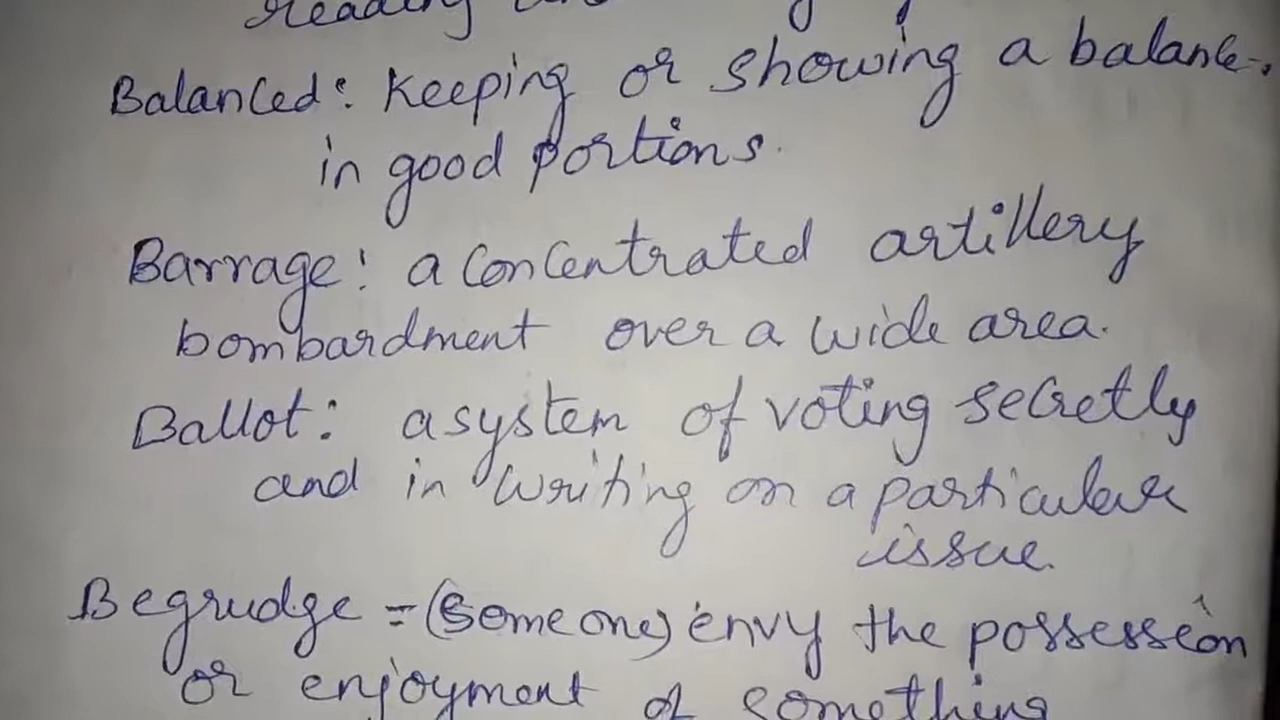 reading
Balanced: Keeping or showing a balance,
in good portions.
Barrage: a concentrated artillery
bombardment over a wide area.
Ballot: a system of voting secretly
and in writing on a particular
issue.
Begrudge = (Someone) envy the possession
or enjoyment of something